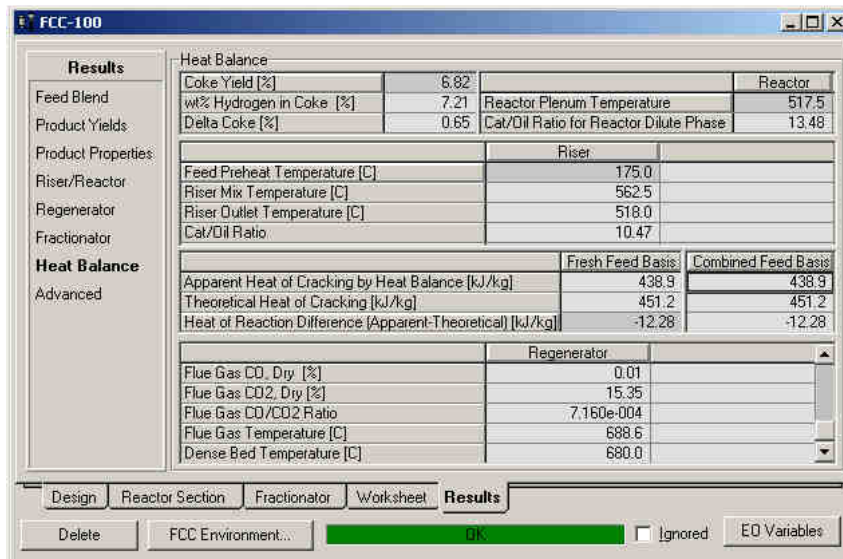 FCC-100
Results
Feed Blend
Product Yields
Product Properties
Riser/Reactor
Regenerator
Fractionator
Heat Balance
Advanced
Heat Balance
Coke Yield [%] 6.82 Reactor
wt% Hydrogen in Coke [%] 7.21 Reactor Plenum Temperature 517.5
Delta Coke [%] 0.65 Cat/Oil Ratio for Reactor Dilute Phase 13.48
Riser
Feed Preheat Temperature [C] 175.0
Riser Mix Temperature [C] 562.5
Riser Outlet Temperature [C] 518.0
Cat/Oil Ratio 10.47
Fresh Feed Basis Combined Feed Basis
Apparent Heat of Cracking by Heat Balance [kJ/kg] 438.9 438.9
Theoretical Heat of Cracking [kJ/kg] 451.2 451.2
Heat of Reaction Difference (Apparent-Theoretical) [kJ/kg] -12.28 -12.28
Regenerator
Flue Gas CO, Dry [%] 0.01
Flue Gas CO2, Dry [%] 15.35
Flue Gas CO/CO2 Ratio 7.160e-004
Flue Gas Temperature [C] 688.6
Dense Bed Temperature [C] 680.0
Design Reactor Section Fractionator Worksheet Results
Delete FCC Environment... OK Ignored EO Variables